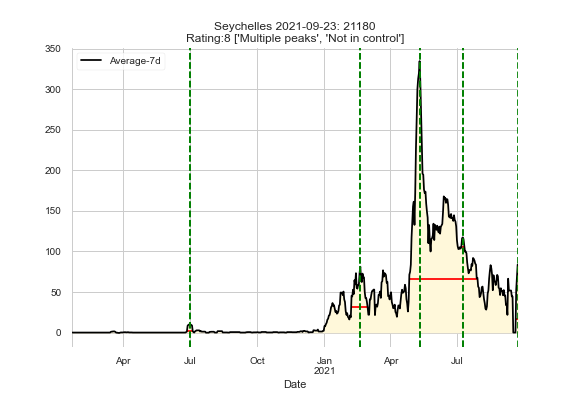 Seychelles 2021-09-23: 21180
Rating:8 ['Multiple peaks', 'Not in control']
Average-7d
350
300
250
200
150
100
50
0
Apr
Jul
Oct
Jan
2021
Apr
Jul
Date